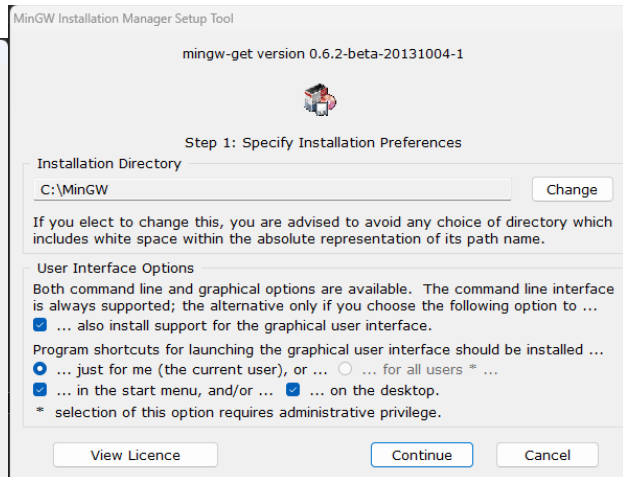 MinGW Installation Manager Setup Tool
mingw-get version 0.6.2-beta-20131004-1
Step 1: Specify Installation Preferences
Installation Directory
C:\MinGW
Change
If you elect to change this, you are advised to avoid any choice of directory which
includes white space within the absolute representation of its path name.
User Interface Options
Both command line and graphical options are available.  The command line interface
is always supported; the alternative only if you choose the following option to ...
... also install support for the graphical user interface.
Program shortcuts for launching the graphical user interface should be installed ...
... just for me (the current user), or ... ... for all users * ...
... in the start menu, and/or ... ... on the desktop.
* selection of this option requires administrative privilege.
View Licence Continue Cancel